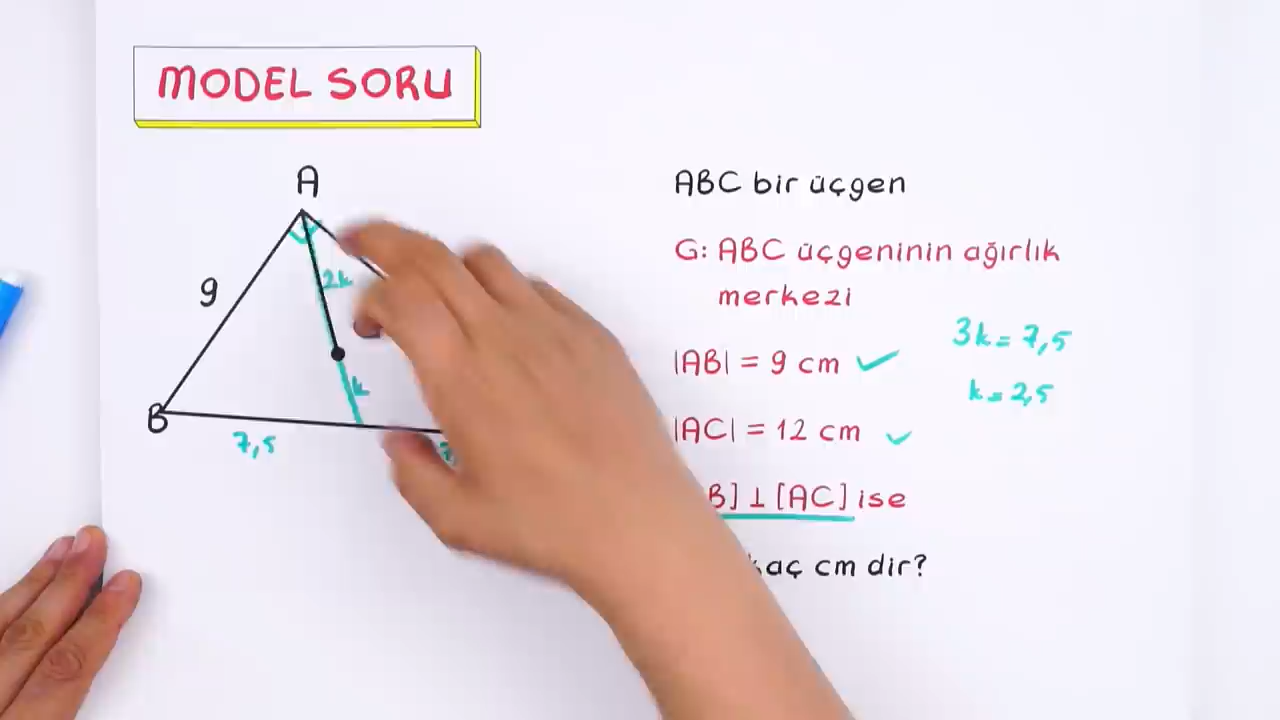 MODEL SORU
A
9
2k
k
B
7,5
ABC bir üçgen
G: ABC üçgeninin ağırlık
merkezi
|AB| = 9 cm
|AC| = 12 cm
B] ⊥ [AC] ise
cm dir?
3k = 7,5
k = 2,5